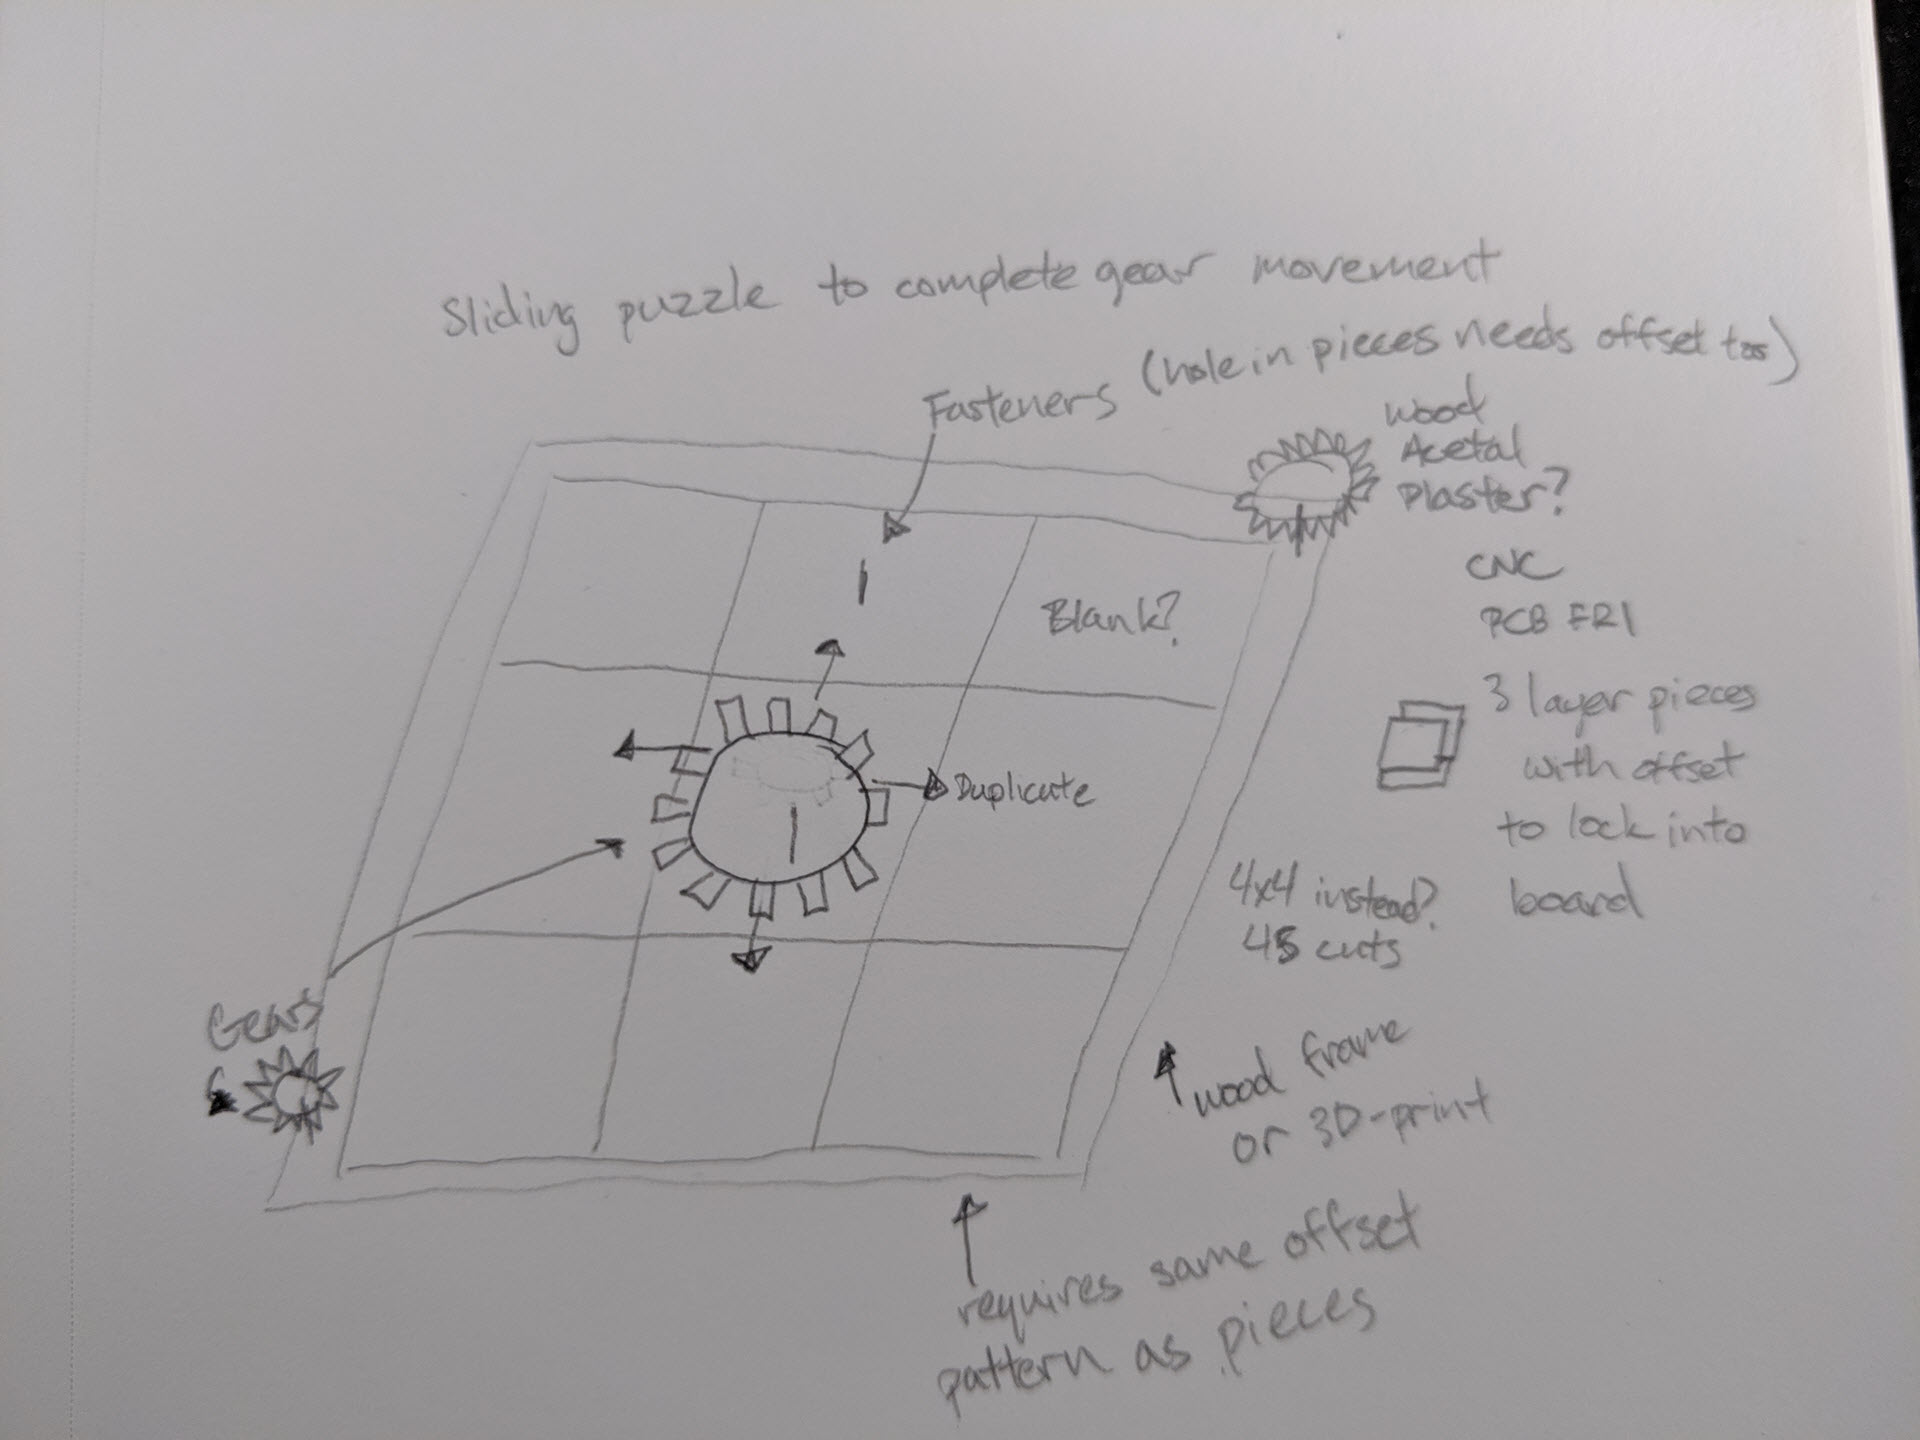 Sliding puzzle to complete gear movement
Fasteners (hole in pieces needs offset too)
Wood
Acetal
Plaster?
CNC
PCB FR1
Blank?
3 layer pieces
with offset
to lock into
board
Duplicate
4x4 instead?
45 cuts
Gears
wood frame
or 3D-print
requires same offset
pattern as pieces